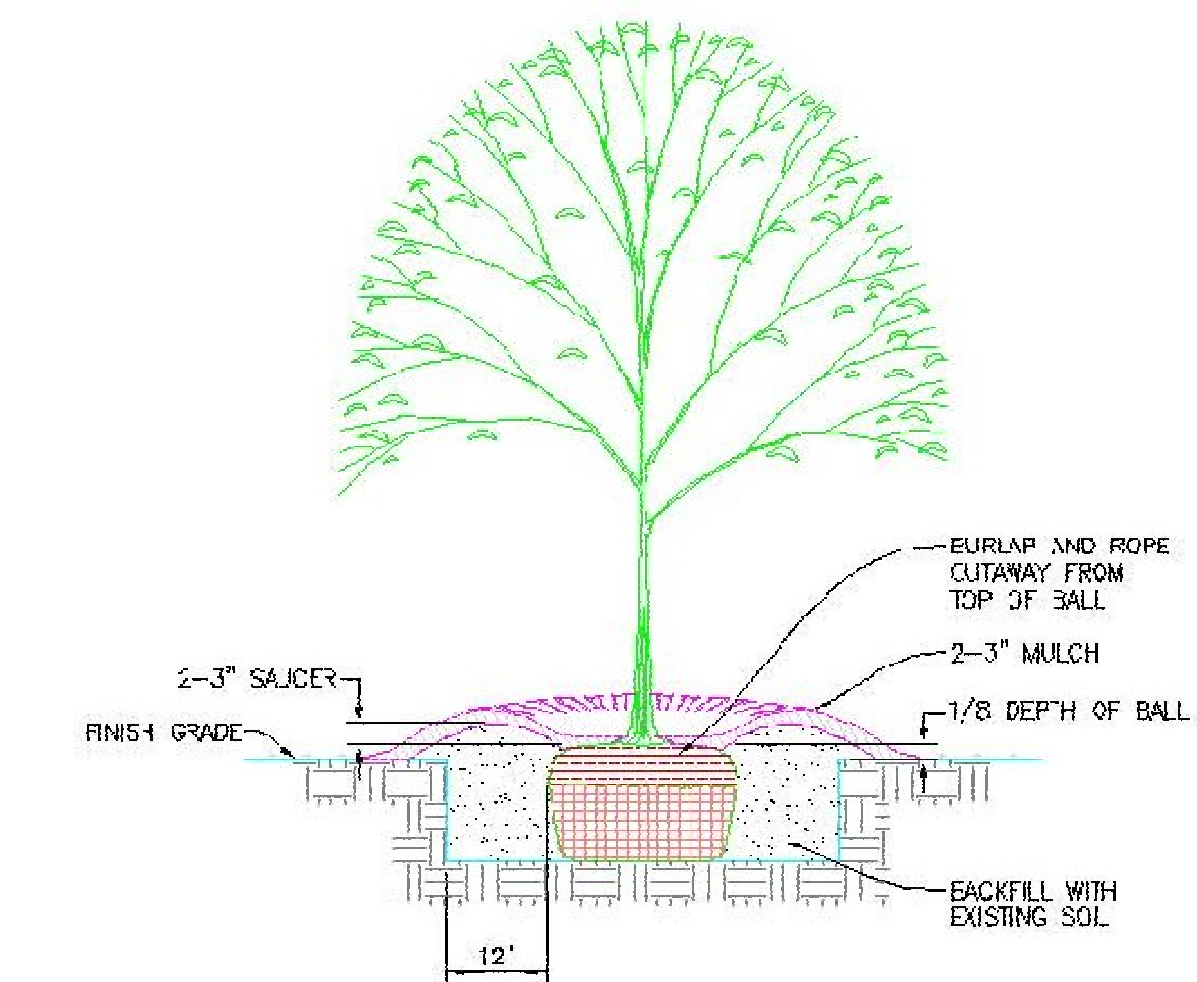 BURLAP AND ROPE
CUTAWAY FROM
TOP OF BALL
2-3" MULCH
2-3" SAUCER
1/8 DEPTH OF BALL
FINISH GRADE
BACKFILL WITH
EXISTING SOIL
12'